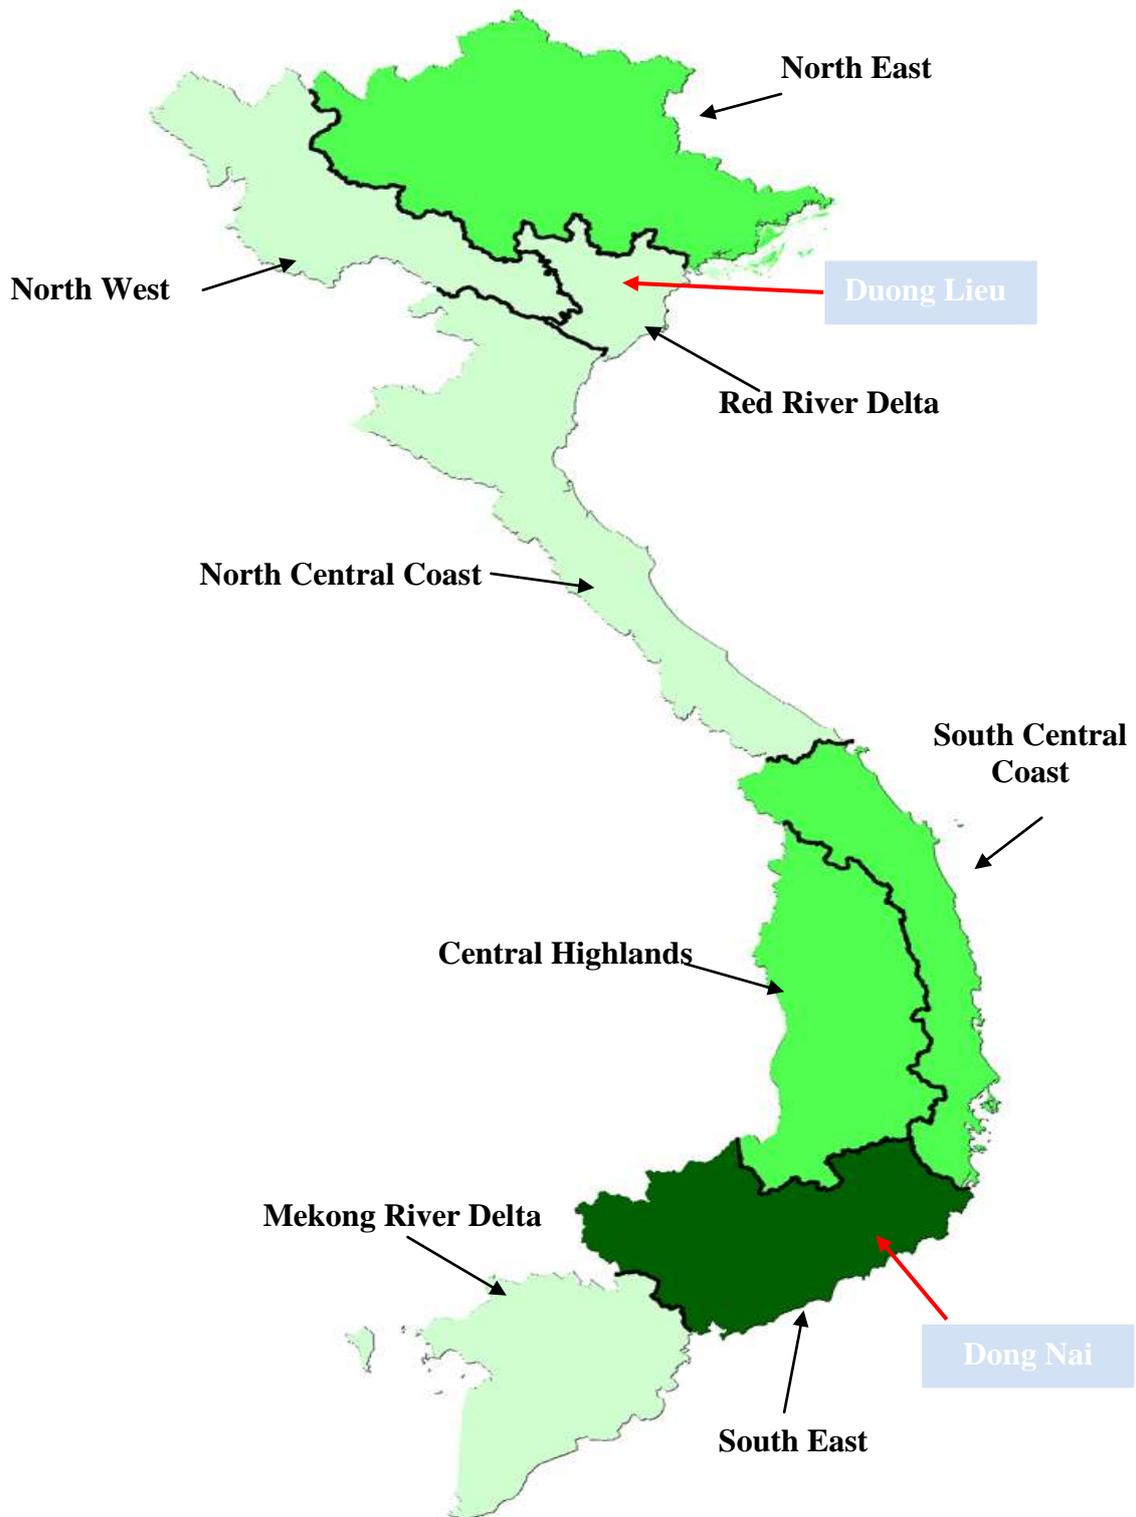 North East
North West
Duong Lieu
Red River Delta
North Central Coast
South Central
Coast
Central Highlands
Mekong River Delta
Dong Nai
South East